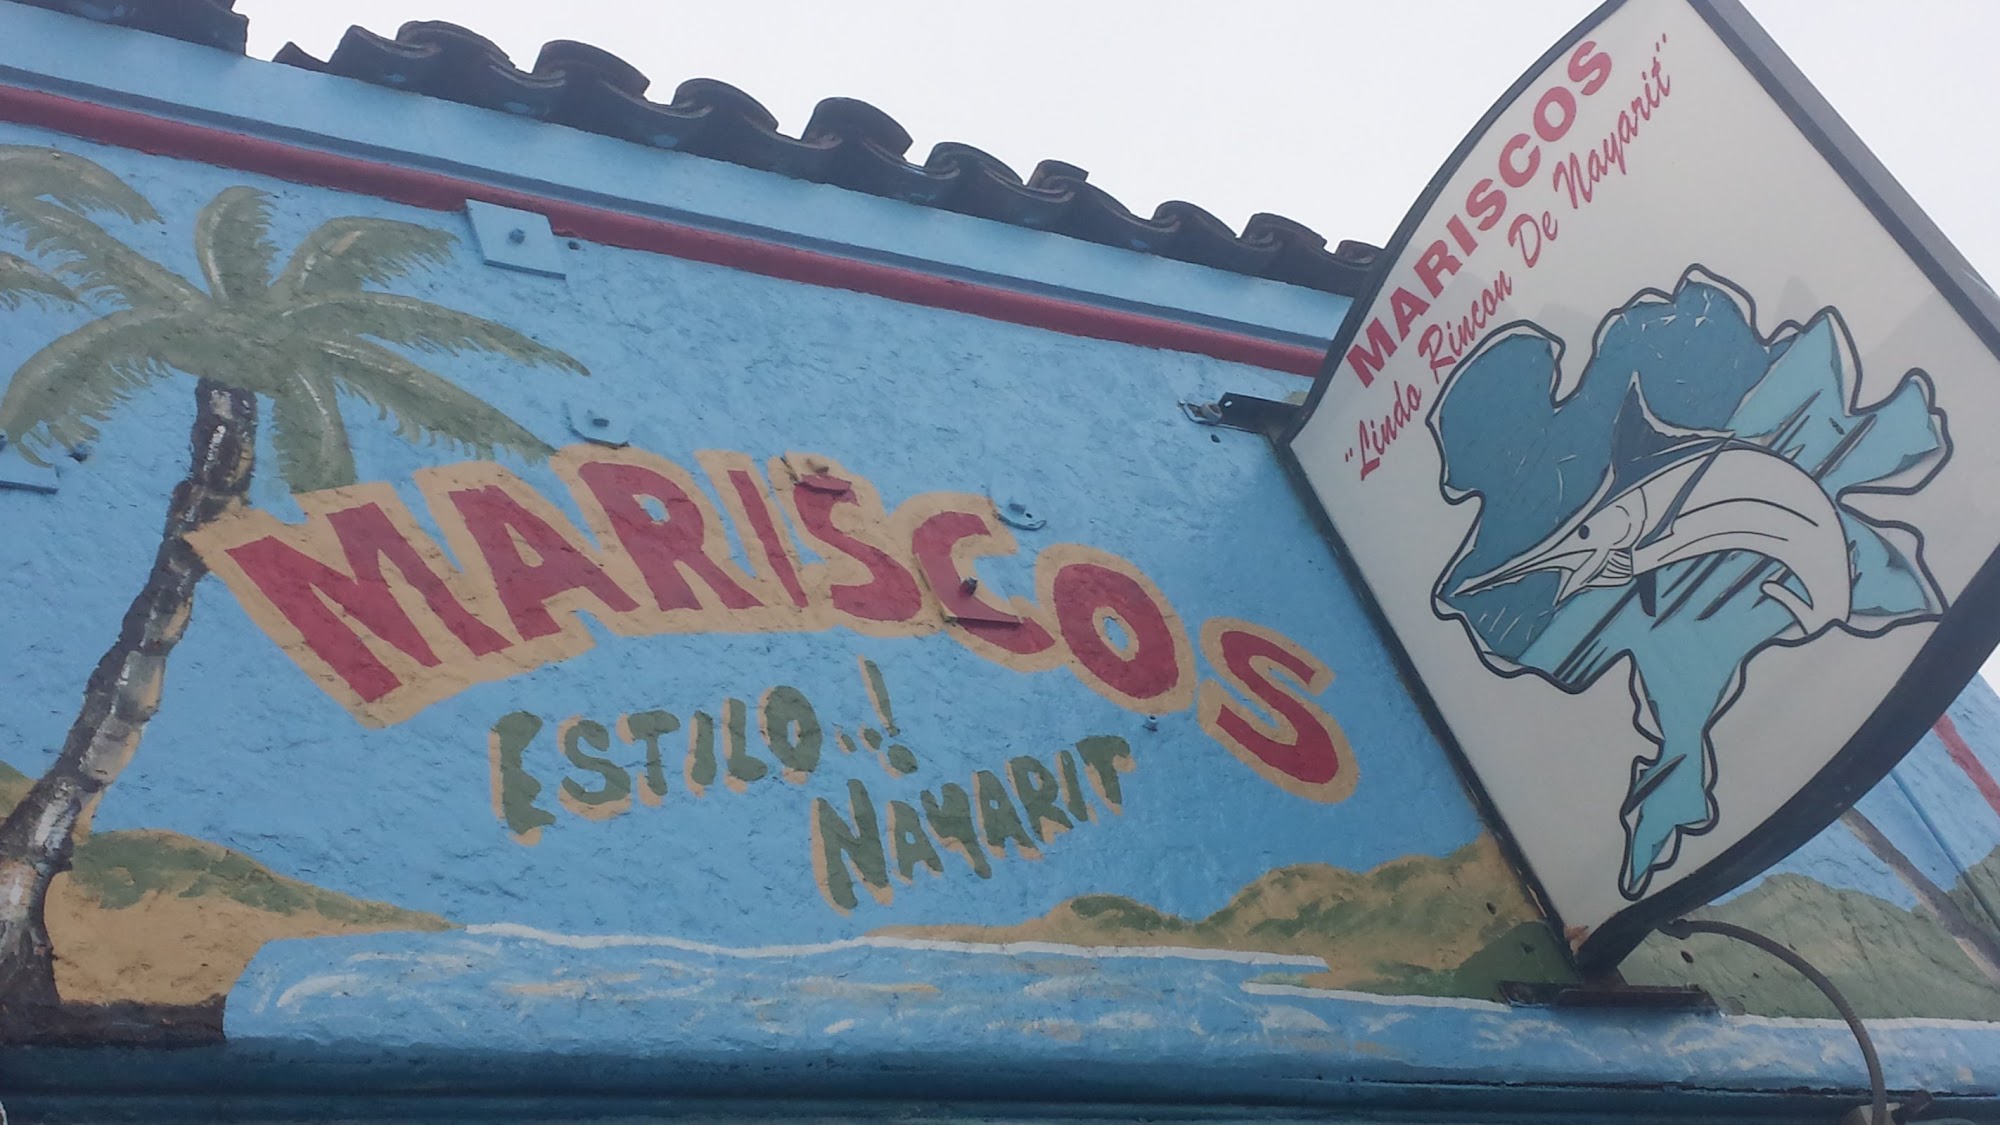 MARISCOS
ESTILO..!
NAYARIT
MARISCOS
"Lindo Rincon De Nayarit"